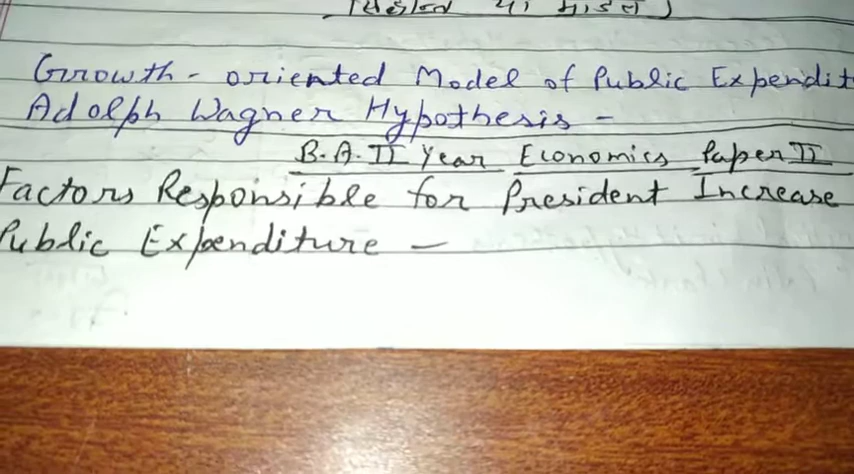 या
Growth - oriented Model of Public Expendit
Adolph Wagner Hypothesis -
B.A. II Year Economics Paper II
Factors Responsible for President Increase
Public Expenditure -